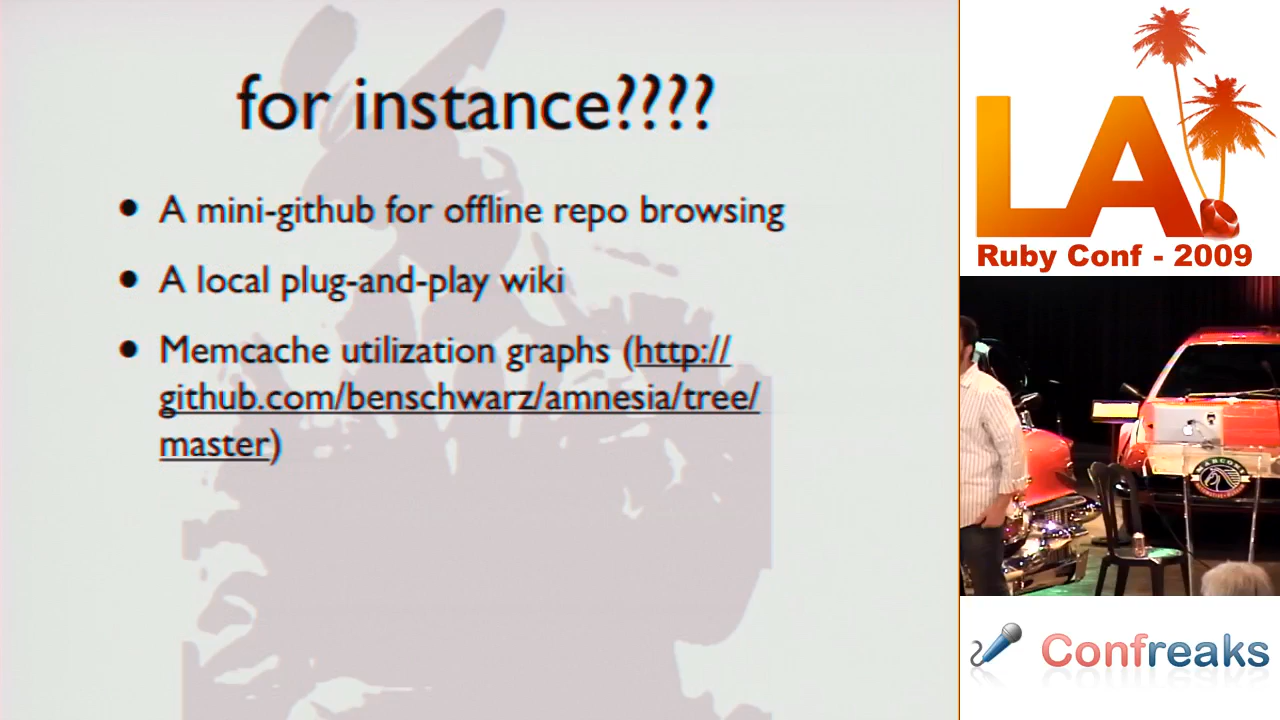 for instance????
• A mini-github for offline repo browsing
• A local plug-and-play wiki
• Memcache utilization graphs (http://
github.com/benschwarz/amnesia/tree/
master)
LA
Ruby Conf - 2009
MARCONI
Confreaks